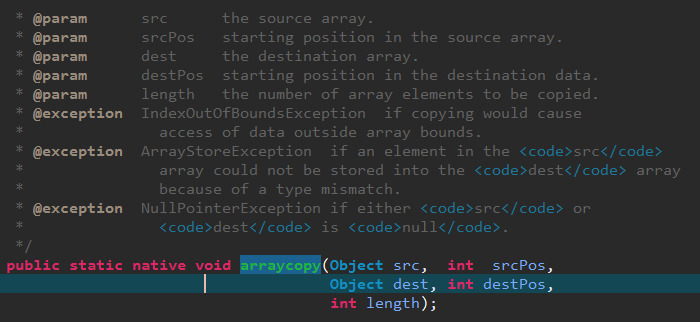 * @param      src      the source array.
* @param      srcPos   starting position in the source array.
* @param      dest     the destination array.
* @param      destPos  starting position in the destination data.
* @param      length   the number of array elements to be copied.
* @exception  IndexOutOfBoundsException  if copying would cause
*               access of data outside array bounds.
* @exception  ArrayStoreException  if an element in the <code>src</code>
*               array could not be stored into the <code>dest</code> array
*               because of a type mismatch.
* @exception  NullPointerException if either <code>src</code> or
*               <code>dest</code> is <code>null</code>.
*/
public static native void arraycopy(Object src,  int  srcPos,
                                    Object dest, int destPos,
                                    int length);